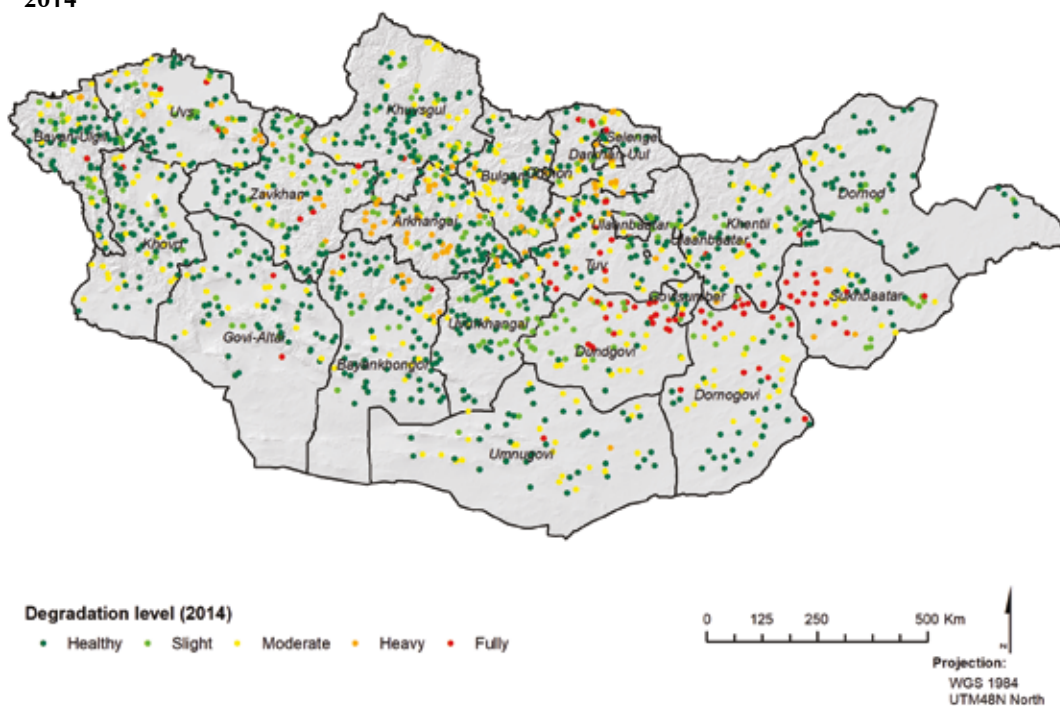 2014
Khuvsgul
Uvs
Selenge
Bayan-Ulgii
Darkhan-Uul
Bulgan
Orkhon
Dornod
Zavkhan
Arkhangai
Ulaanbaatar
Khentii
Khovd
Ulaanbaatar
Tuv
Govisumber
Sukhbaatar
Uvurkhangai
Govi-Altai
Dundgovi
Bayankhongor
Dornogovi
Umnugovi
Degradation level (2014)
Healthy Slight Moderate Heavy Fully
0 125 250 500 Km
N
Projection:
WGS 1984
UTM48N North